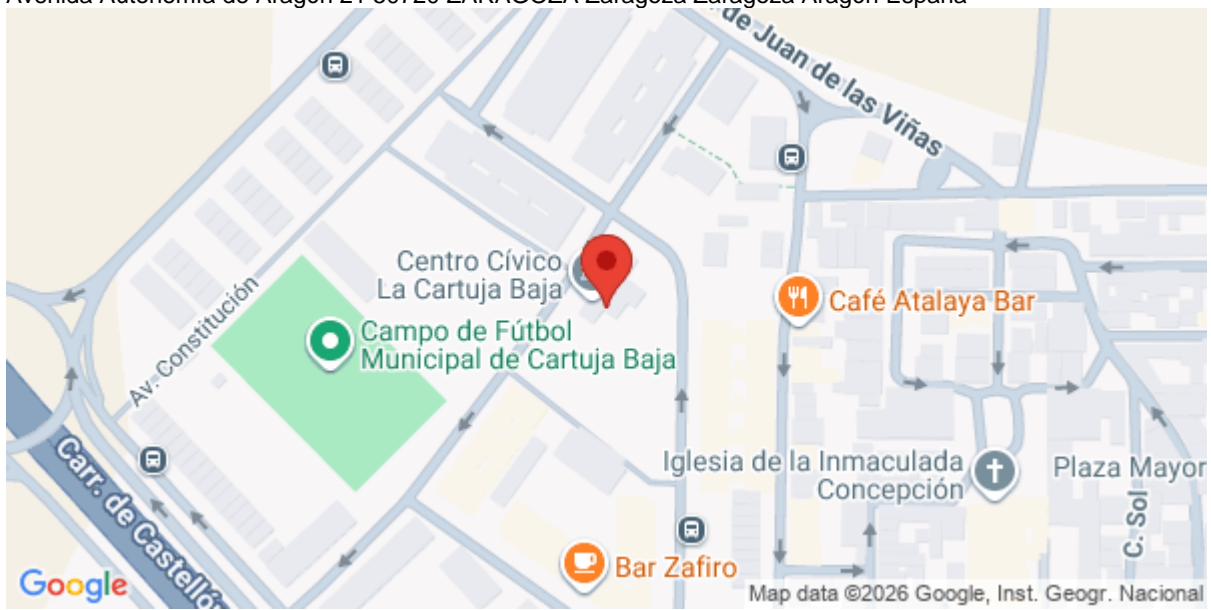 Avenida Autonomía de Aragón 21 50720 ZARAGOZA Zaragoza Zaragoza Aragón España
de Juan de las Viñas
Centro Cívico
La Cartuja Baja
Café Atalaya Bar
Av. Constitución
Campo de Fútbol
Municipal de Cartuja Baja
Carr. de Castellón
Iglesia de la Inmaculada
Concepción
Plaza Mayor
C. Sol
Bar Zafiro
Google
Map data ©2026 Google, Inst. Geogr. Nacional